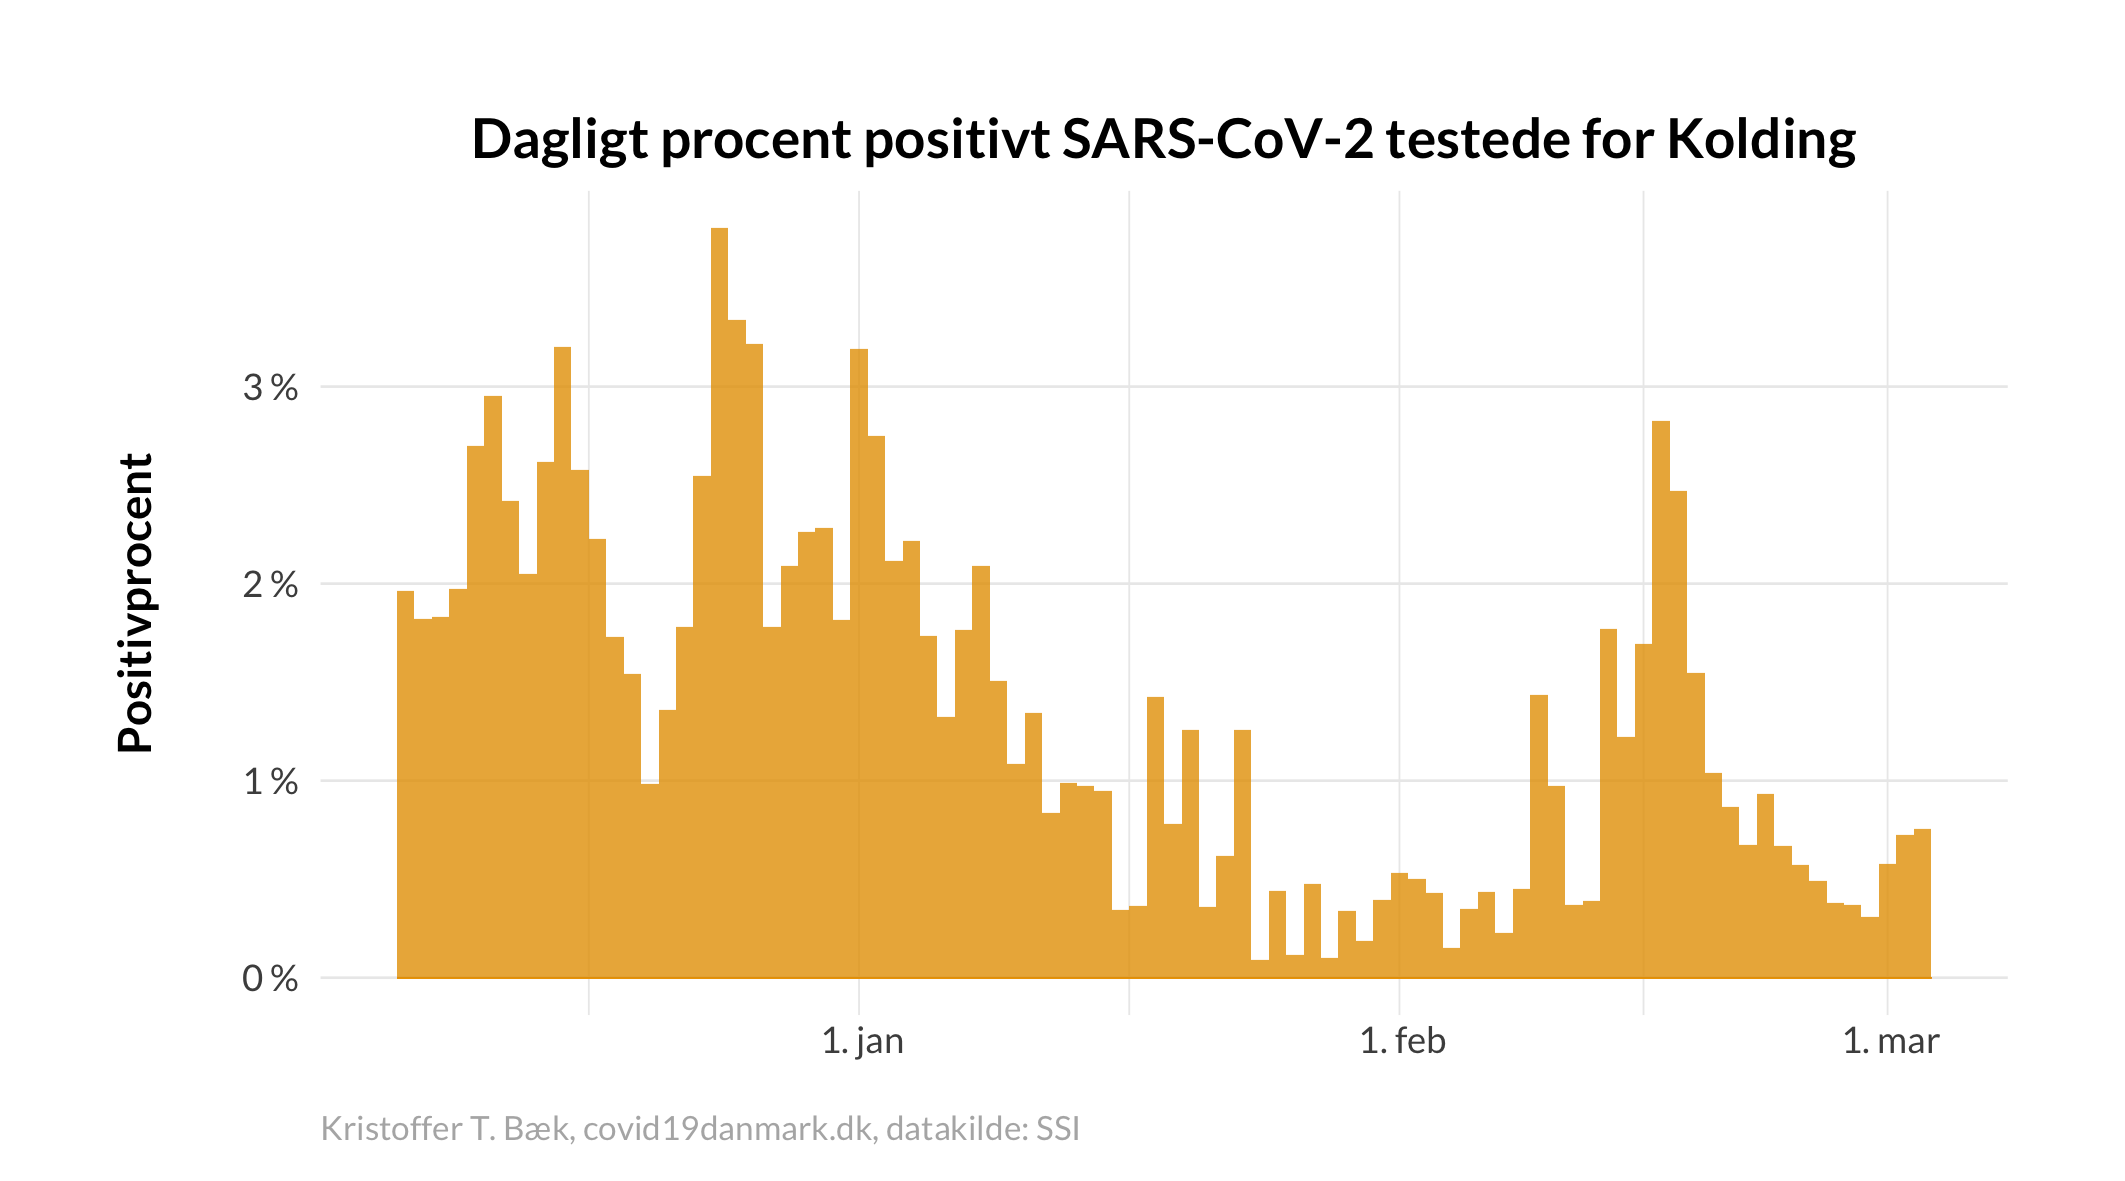 Dagligt procent positivt SARS-CoV-2 testede for Kolding
Positivprocent
3 %
2 %
1 %
0 %
1. jan
1. feb
1. mar
Kristoffer T. Bæk, covid19danmark.dk, datakilde: SSI